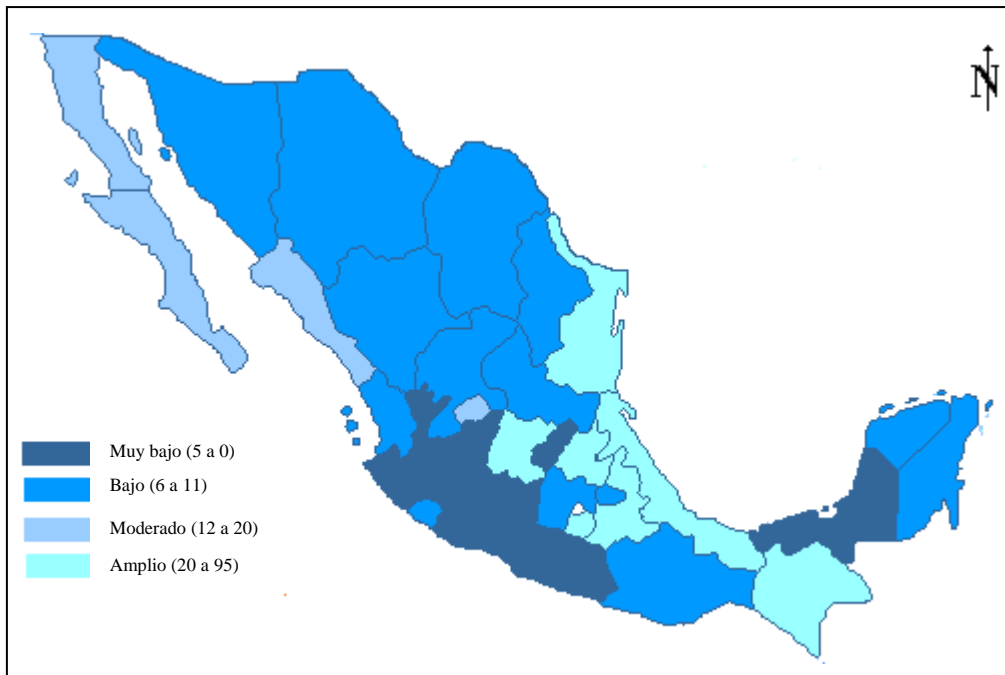 N
Muy bajo (5 a 0)
Bajo (6 a 11)
Moderado (12 a 20)
Amplio (20 a 95)